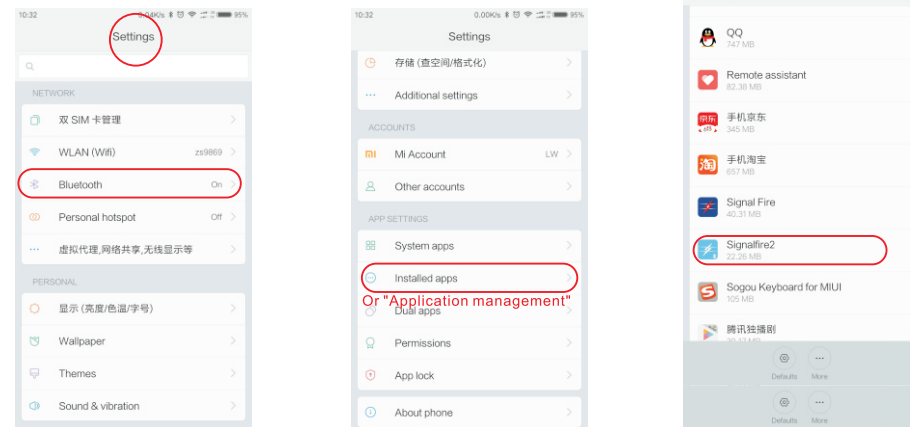 10:32
0.04K/s
95%
Settings
NETWORK
双 SIM 卡管理
WLAN (Wifi)
zs9869
Bluetooth
On
Personal hotspot
Off
虚拟代理,网络共享,无线显示等
PERSONAL
显示 (亮度/色温/字号)
Wallpaper
Themes
Sound & vibration
10:32
0.00K/s
95%
Settings
存储 (查空间/格式化)
Additional settings
ACCOUNTS
Mi Account
LW
Other accounts
APP SETTINGS
System apps
Installed apps
Or "Application management"
Dual apps
Permissions
App lock
About phone
QQ
747 MB
Remote assistant
82.38 MB
手机京东
345 MB
手机淘宝
657 MB
Signal Fire
40.31 MB
Signalfire2
22.26 MB
Sogou Keyboard for MIUI
105 MB
腾讯独播剧
Defaults
More
Defaults
More